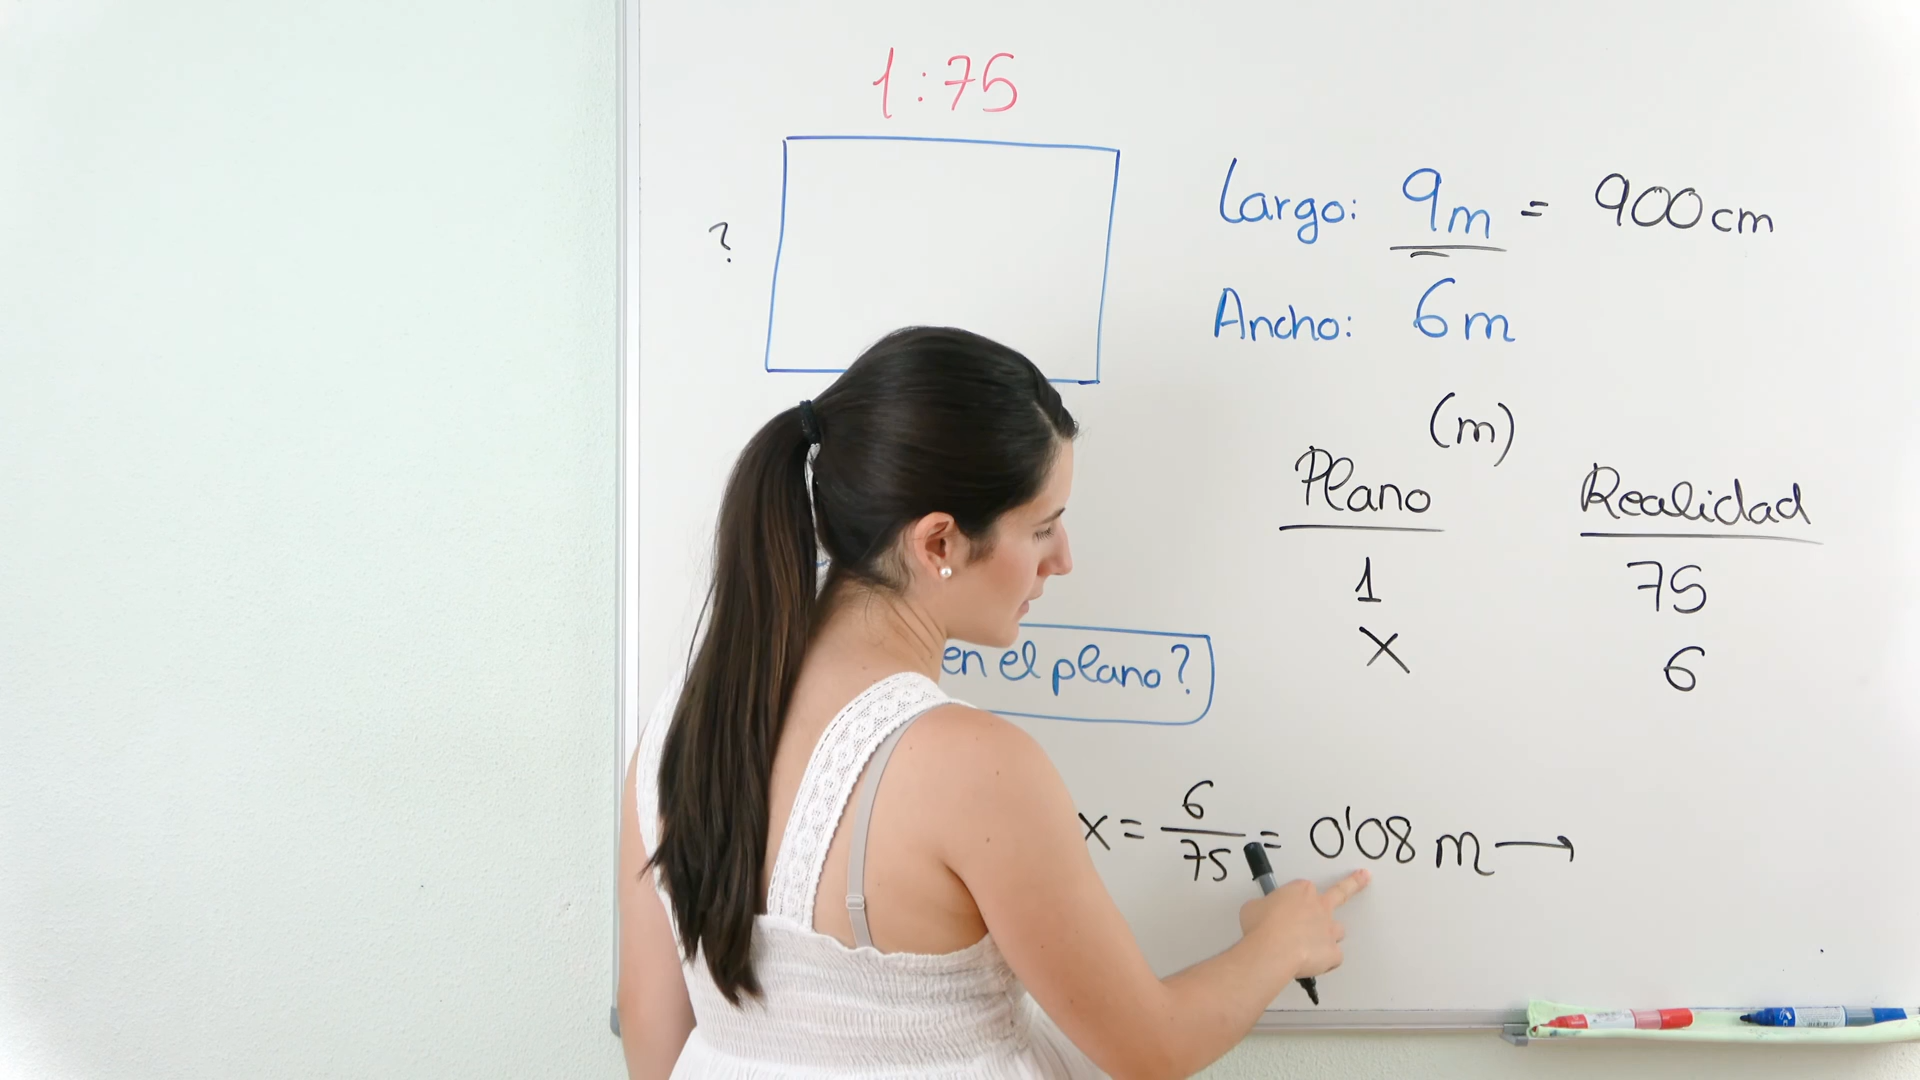 1:75
Largo: 9m = 900cm
?
Ancho: 6m
(m)
Plano Realidad
1 75
x 6
en el plano?
x = 6/75 = 0'08 m →